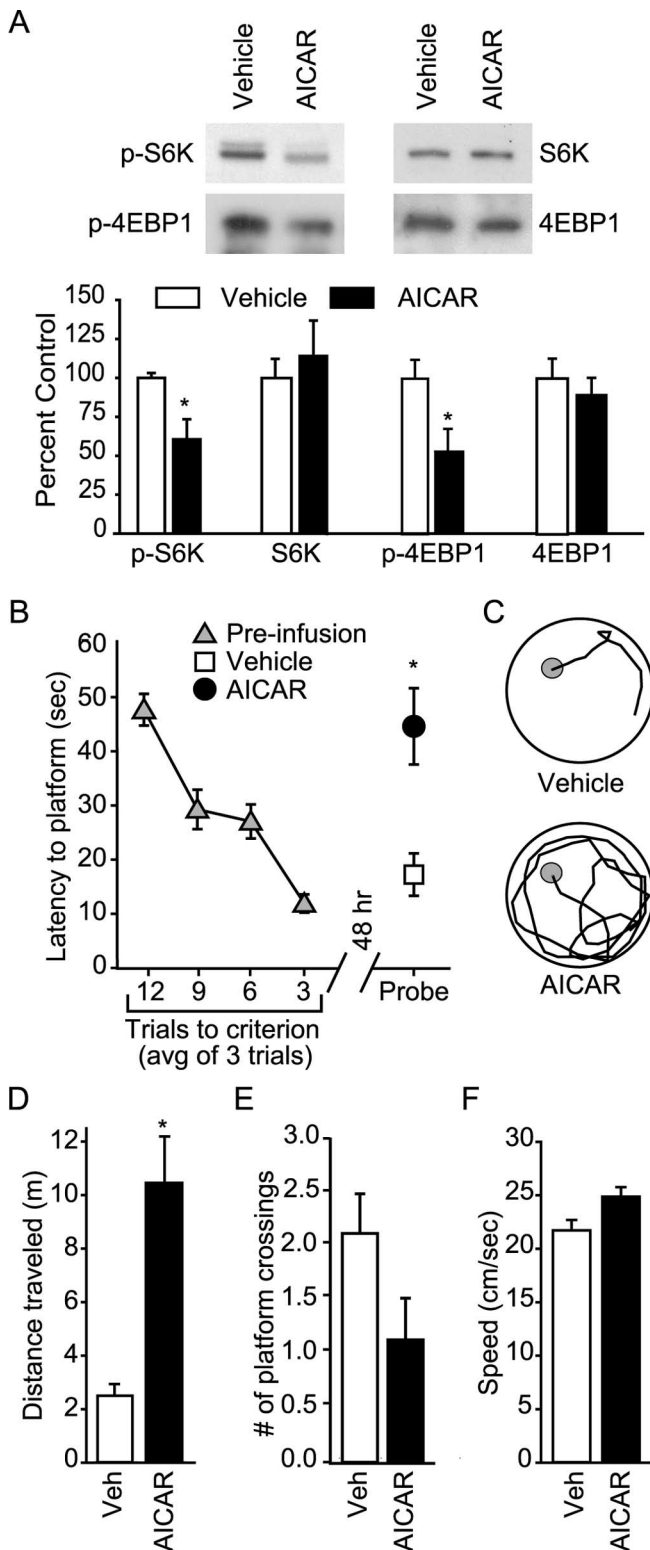 A
Vehicle AICAR Vehicle AICAR
p-S6K S6K
p-4EBP1 4EBP1
Vehicle AICAR
Percent Control
150
125
100
75
50
25
0
p-S6K S6K p-4EBP1 4EBP1
* *
B
Latency to platform (sec)
60
50
40
30
20
10
0
Pre-infusion
Vehicle
AICAR
*
12 9 6 3 48 hr Probe
Trials to criterion
(avg of 3 trials)
C
Vehicle
AICAR
D
Distance traveled (m)
12
10
8
6
4
2
0
*
Veh AICAR
E
# of platform crossings
3.0
2.5
2.0
1.5
1.0
0.5
0.0
Veh AICAR
F
Speed (cm/sec)
30
25
20
15
10
5
0
Veh AICAR